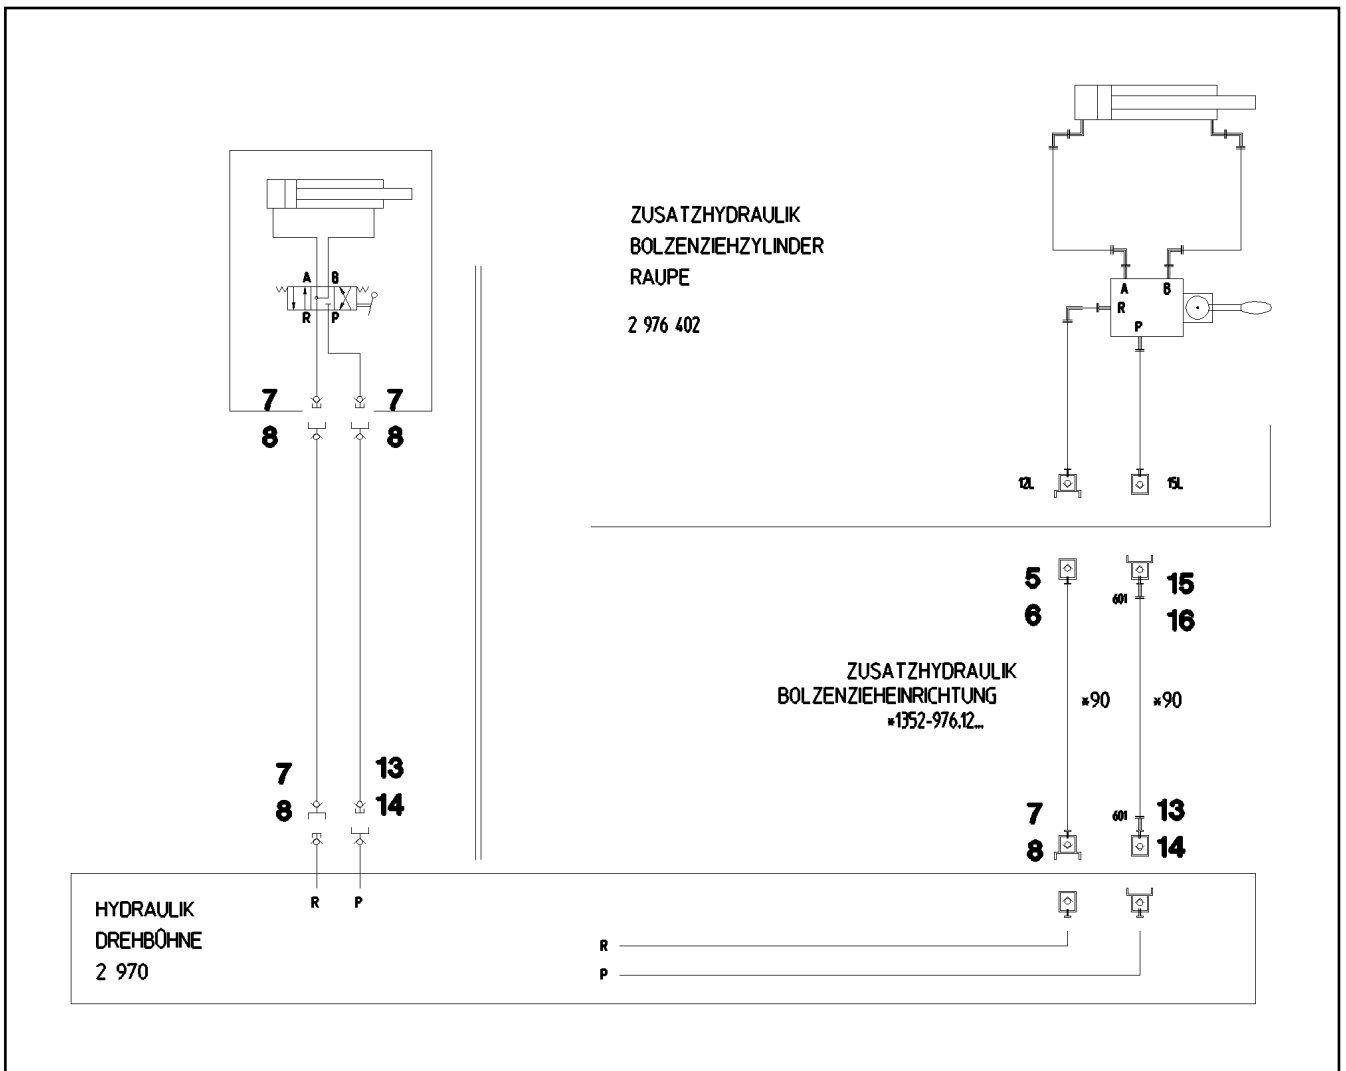 ZUSATZHYDRAULIK
BOLZENZIEHZYLINDER
RAUPE
2 976 402
A B
R P
7 7
8 8
7 13
8 14
A B
R
P
12L 15L
5 15
601
6 16
ZUSATZHYDRAULIK
BOLZENZIEHEINRICHTUNG
*1352-976.12...
*90 *90
7 601 13
8 14
R P
HYDRAULIK
DREHBÜHNE
2 970
R
P